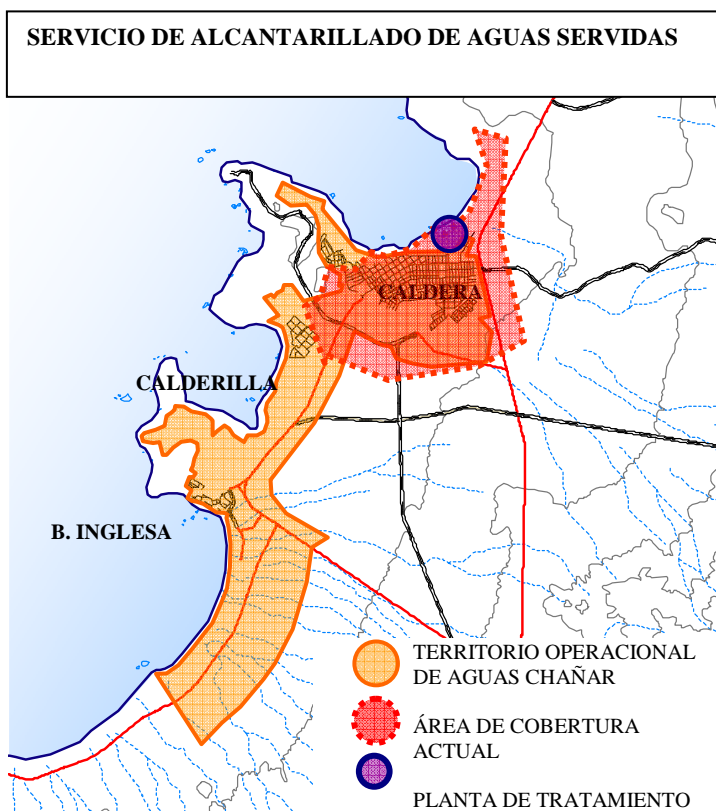 SERVICIO DE ALCANTARILLADO DE AGUAS SERVIDAS
CALDERA
CALDERILLA
B. INGLESA
TERRITORIO OPERACIONAL
DE AGUAS CHAÑAR
ÁREA DE COBERTURA
ACTUAL
PLANTA DE TRATAMIENTO